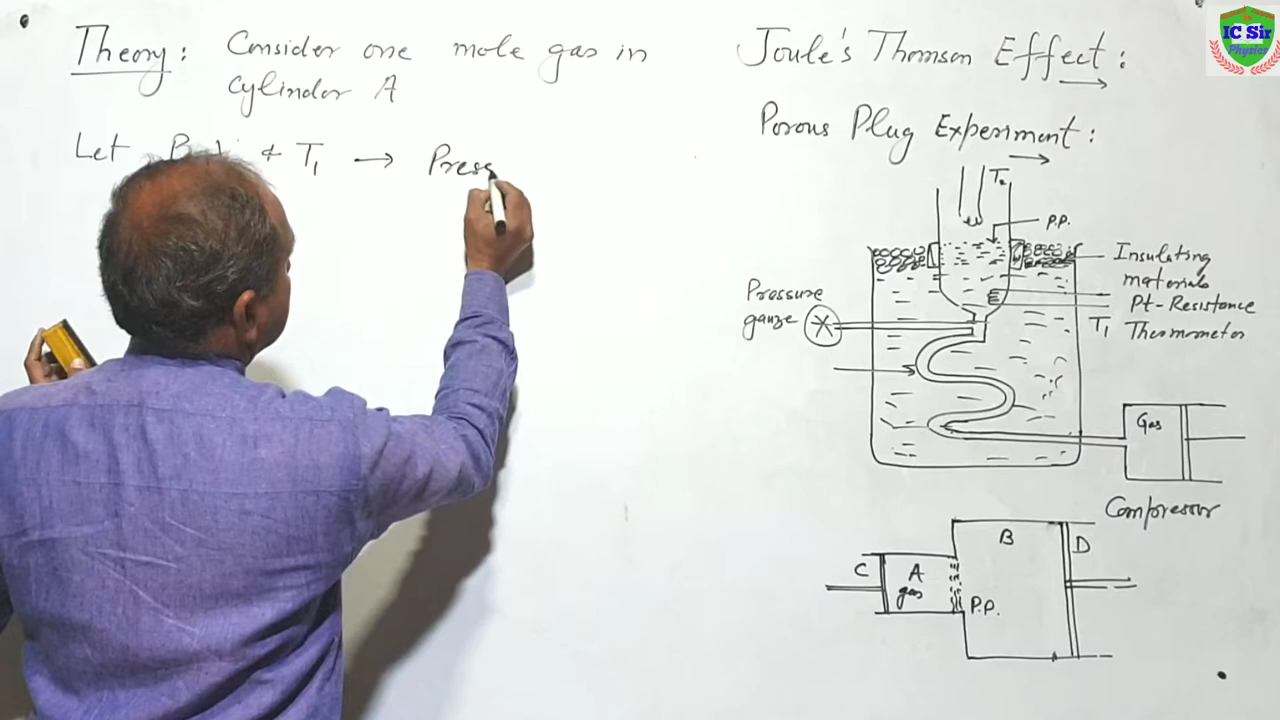 Theory: Consider one mole gas in
cylinder A
Let & T₁ → Press
Joule's Thomson Effect:
Porous Plug Experiment:
T₂
P.P.
Insulating
materials
Pt-Resistance
T₁ Thermometer
Pressure
gauze
Gas
Compressor
B
D
C
A
gas
P.P.
IC Sir
Physics